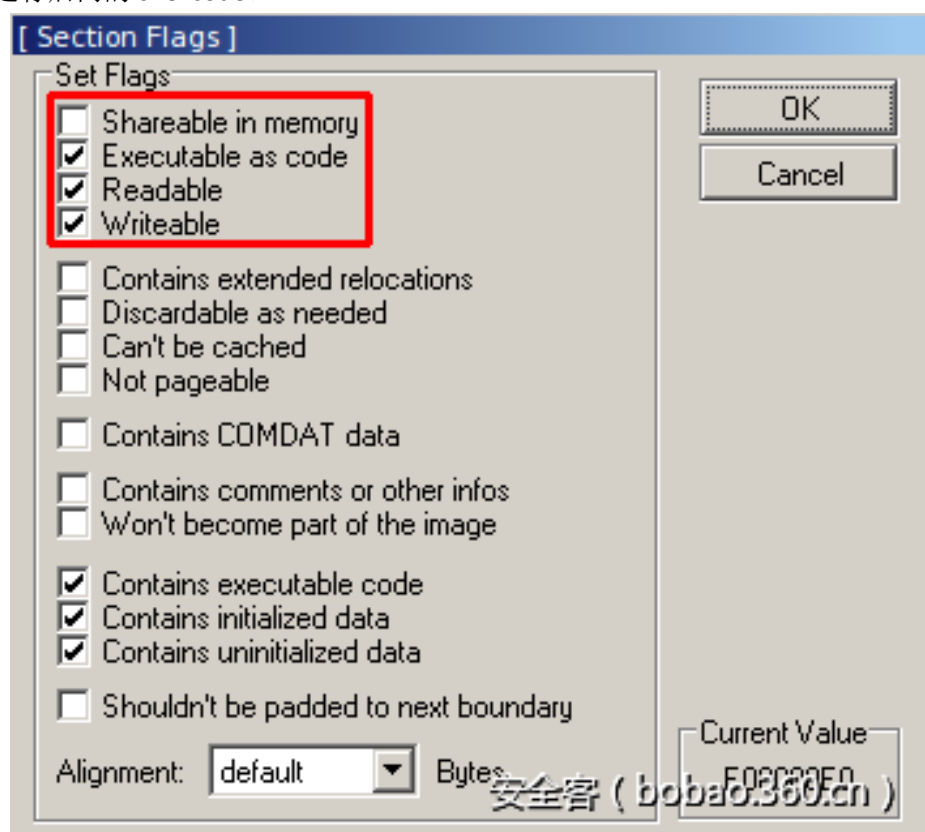 [ Section Flags ]
Set Flags
Shareable in memory
Executable as code
Readable
Writeable
Contains extended relocations
Discardable as needed
Can't be cached
Not pageable
Contains COMDAT data
Contains comments or other infos
Won't become part of the image
Contains executable code
Contains initialized data
Contains uninitialized data
Shouldn't be padded to next boundary
Alignment: default Bytes
OK
Cancel
Current Value
安全客 ( bobao.360.cn )